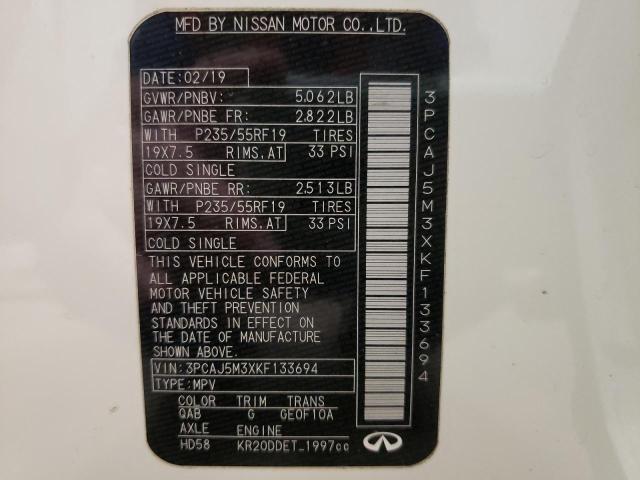 MFD BY NISSAN MOTOR CO.,LTD.
DATE: 02/19
GVWR/PNBV: 5.062LB
GAWR/PNBE FR: 2.822LB
WITH P235/55RF19 TIRES
19X7.5 RIMS.AT 33 PSI
COLD SINGLE
GAWR/PNBE RR: 2.513LB
WITH P235/55RF19 TIRES
19X7.5 RIMS.AT 33 PSI
COLD SINGLE
THIS VEHICLE CONFORMS TO
ALL APPLICABLE FEDERAL
MOTOR VEHICLE SAFETY
AND THEFT PREVENTION
STANDARDS IN EFFECT ON
THE DATE OF MANUFACTURE
SHOWN ABOVE.
VIN:3PCAJ5M3XKF133694
TYPE:MPV
COLOR TRIM TRANS
QAB G GE0F10A
AXLE ENGINE
HD58 KR20DDET_1997cc
3PCAJ5M3XKF133694